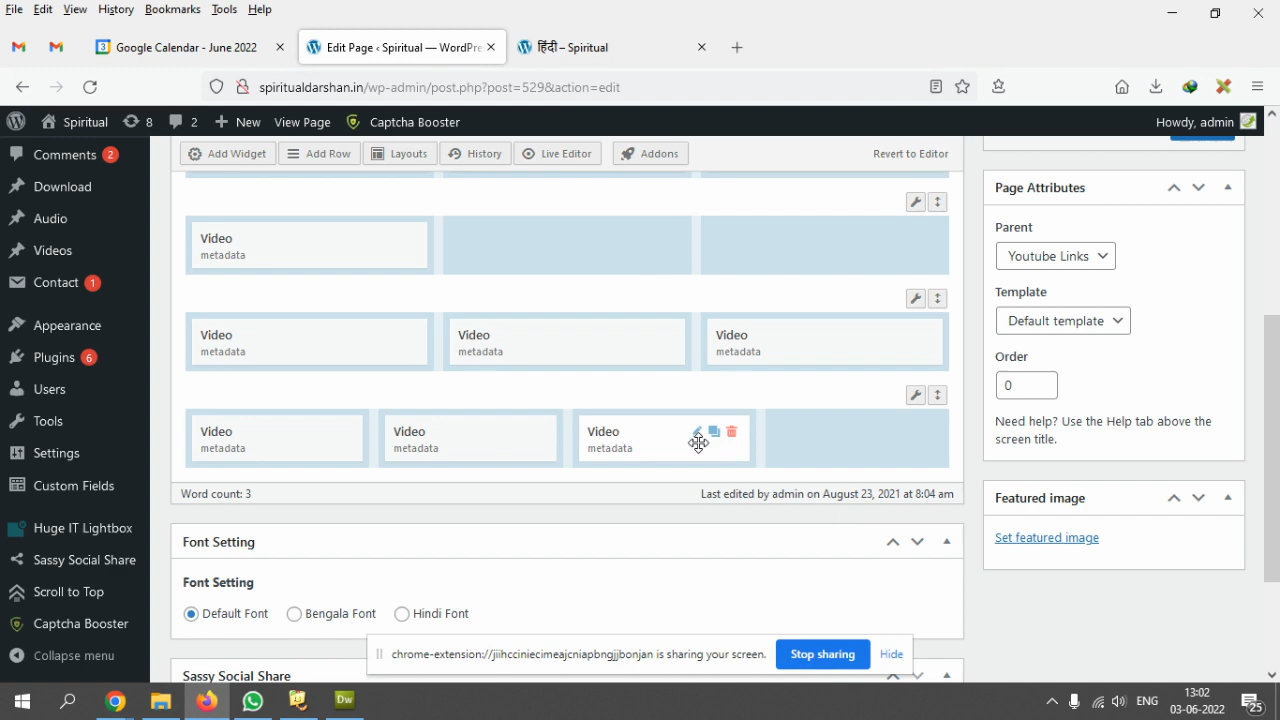 File Edit View History Bookmarks Tools Help
Google Calendar - June 2022
Edit Page ‹ Spiritual — WordPre
हिंदी – Spiritual
spiritualdarshan.in/wp-admin/post.php?post=529&action=edit
Spiritual 8 2 New View Page Captcha Booster Howdy, admin
Comments 2
Download
Audio
Videos
Contact 1
Appearance
Plugins 6
Users
Tools
Settings
Custom Fields
Huge IT Lightbox
Sassy Social Share
Scroll to Top
Captcha Booster
Collapse menu
Add Widget Add Row Layouts History Live Editor Addons Revert to Editor
Video
metadata
Video Video Video
metadata metadata metadata
Video Video Video
metadata metadata metadata
Word count: 3 Last edited by admin on August 23, 2021 at 8:04 am
Font Setting
Font Setting
Default Font Bengala Font Hindi Font
Sassy Social Share
Page Attributes
Parent
Youtube Links
Template
Default template
Order
0
Need help? Use the Help tab above the
screen title.
Featured image
Set featured image
chrome-extension://jiihcciniecimeajcniapbngjjbonjan is sharing your screen. Stop sharing Hide
Dw
ENG
13:02
03-06-2022
25